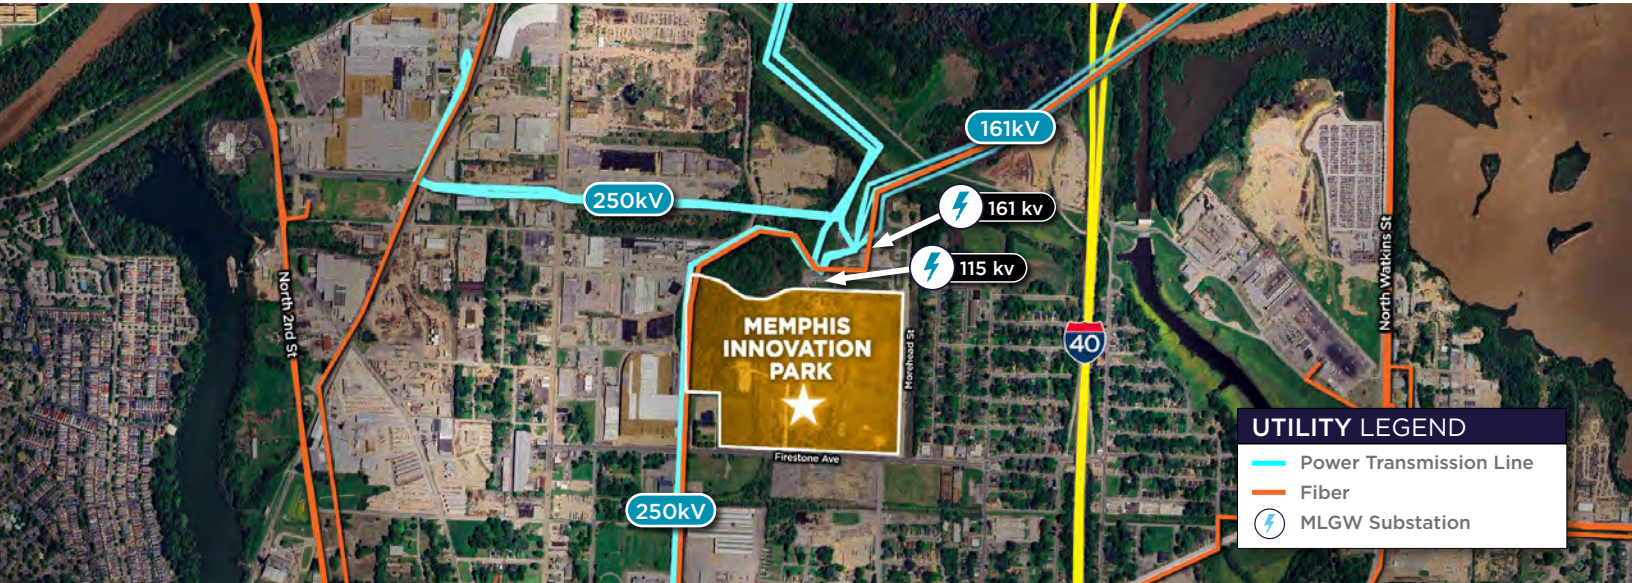 161kV
250kV
161 kv
115 kv
North 2nd St
North Watkins St
MEMPHIS
INNOVATION
PARK
Morehead St
40
Firestone Ave
250kV
UTILITY LEGEND
Power Transmission Line
Fiber
MLGW Substation